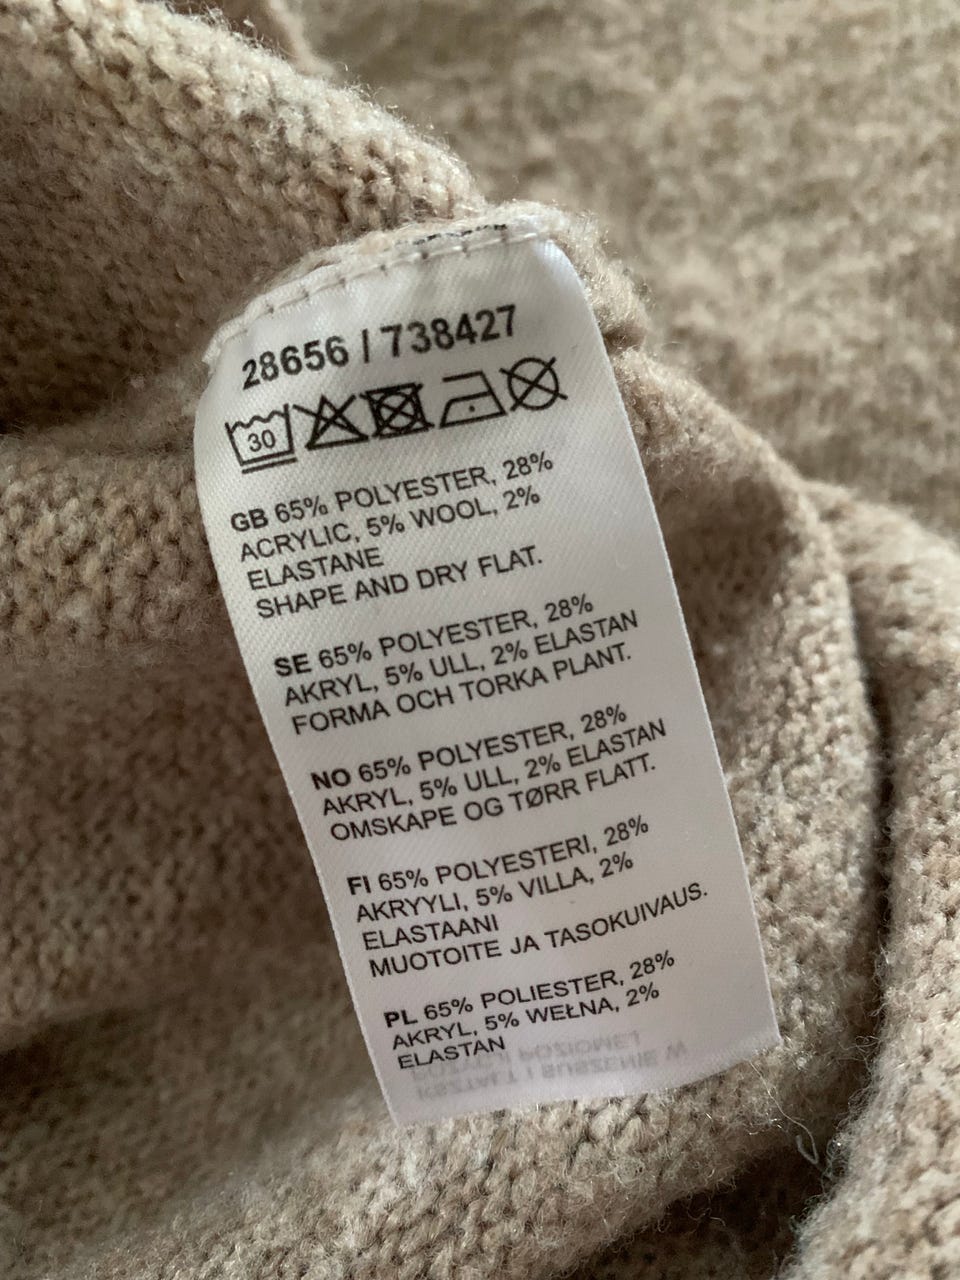 28656 / 738427
30
GB 65% POLYESTER, 28%
ACRYLIC, 5% WOOL, 2%
ELASTANE
SHAPE AND DRY FLAT.
SE 65% POLYESTER, 28%
AKRYL, 5% ULL, 2% ELASTAN
FORMA OCH TORKA PLANT.
NO 65% POLYESTER, 28%
AKRYL, 5% ULL, 2% ELASTAN
OMSKAPE OG TØRR FLATT.
FI 65% POLYESTERI, 28%
AKRYYLI, 5% VILLA, 2%
ELASTAANI
MUOTOITE JA TASOKUIVAUS.
PL 65% POLIESTER, 28%
AKRYL, 5% WEŁNA, 2%
ELASTAN